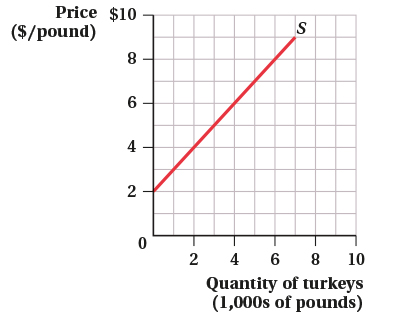 Price $10
($/pound)
S
8
6
4
2
0
2 4 6 8 10
Quantity of turkeys
(1,000s of pounds)